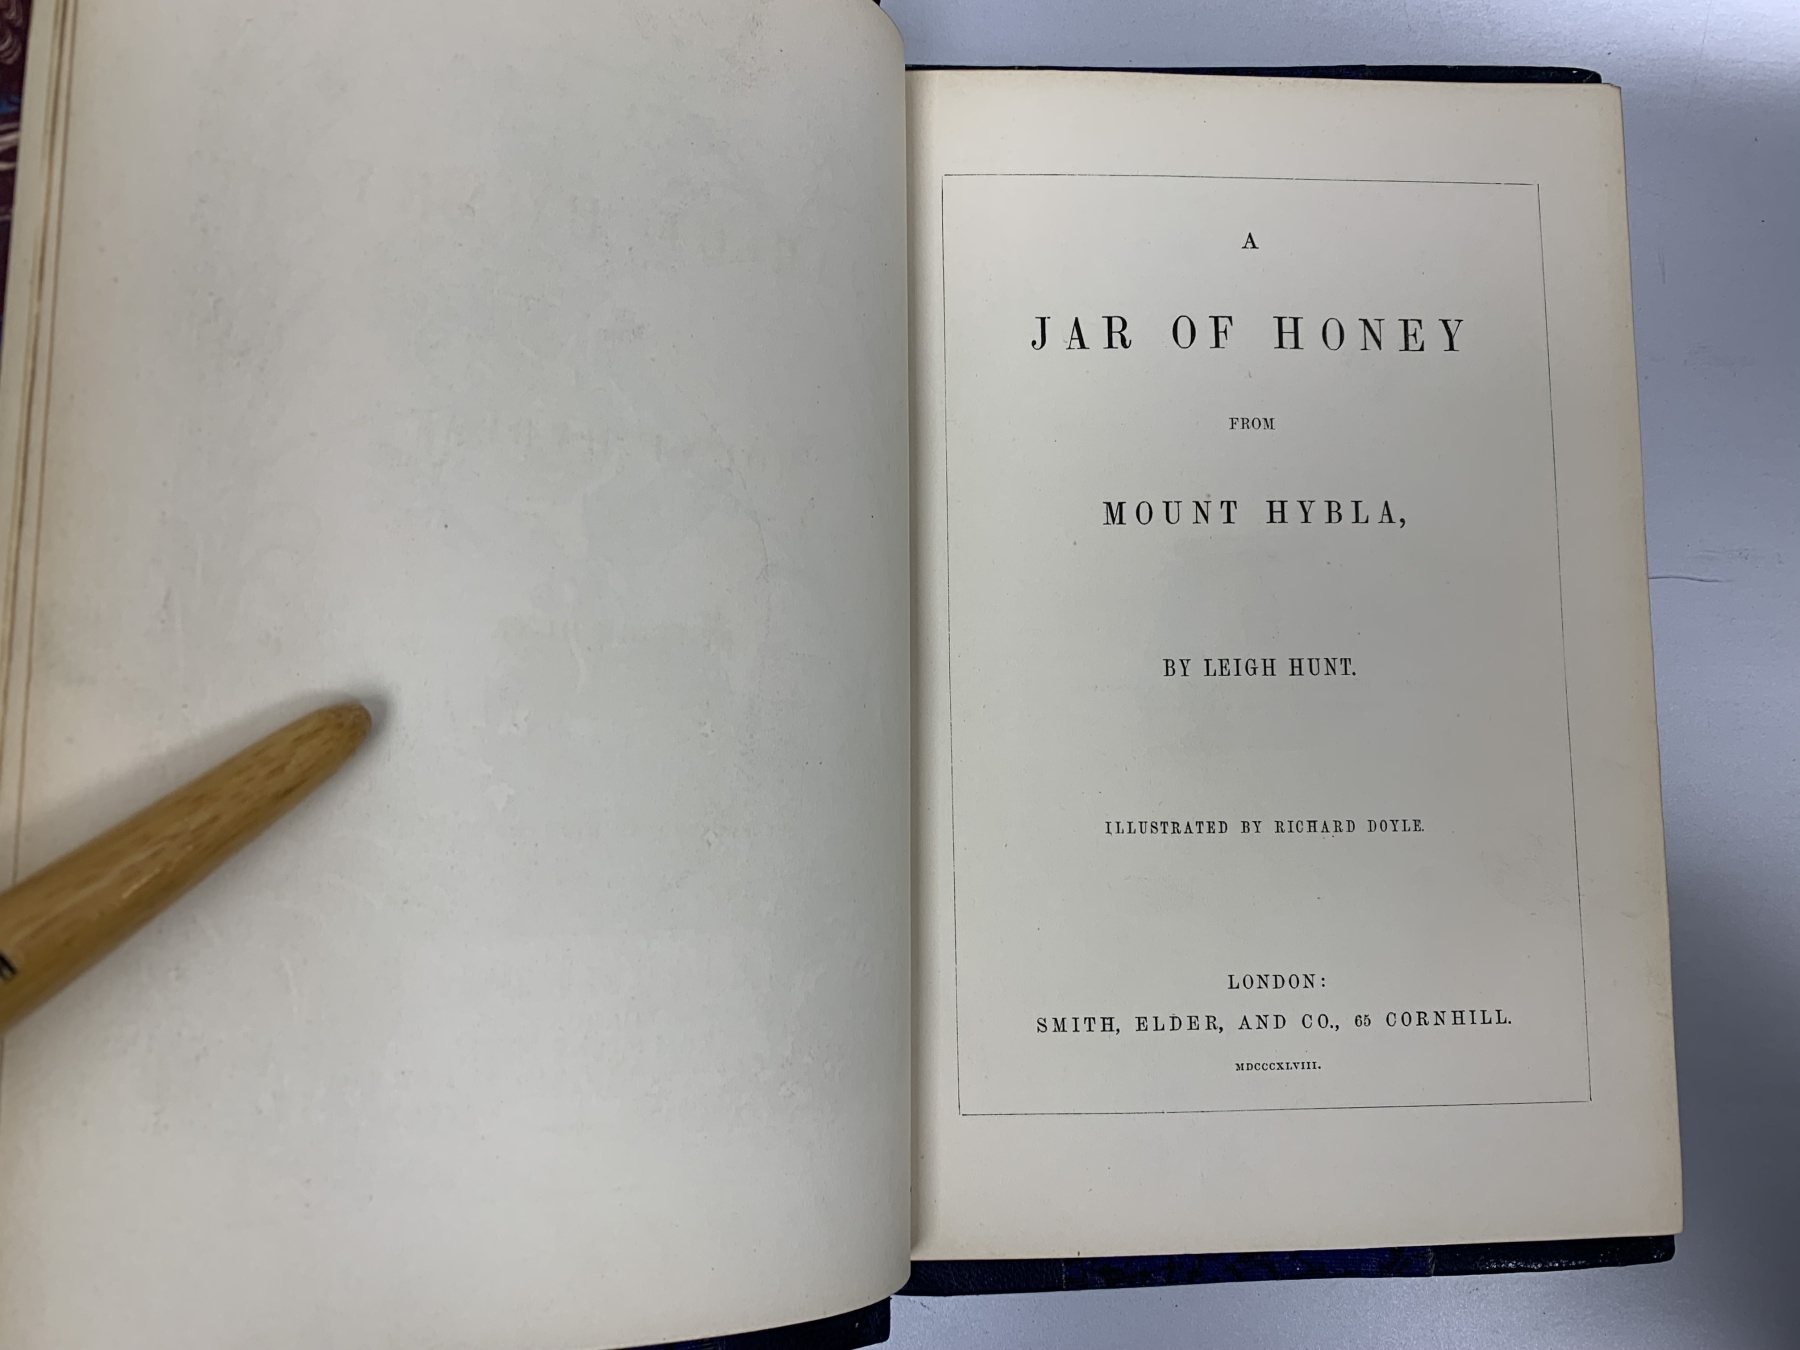 A
JAR OF HONEY
FROM
MOUNT HYBLA,
BY LEIGH HUNT.
ILLUSTRATED BY RICHARD DOYLE.
LONDON:
SMITH, ELDER, AND CO., 65 CORNHILL.
MDCCCXLVIII.